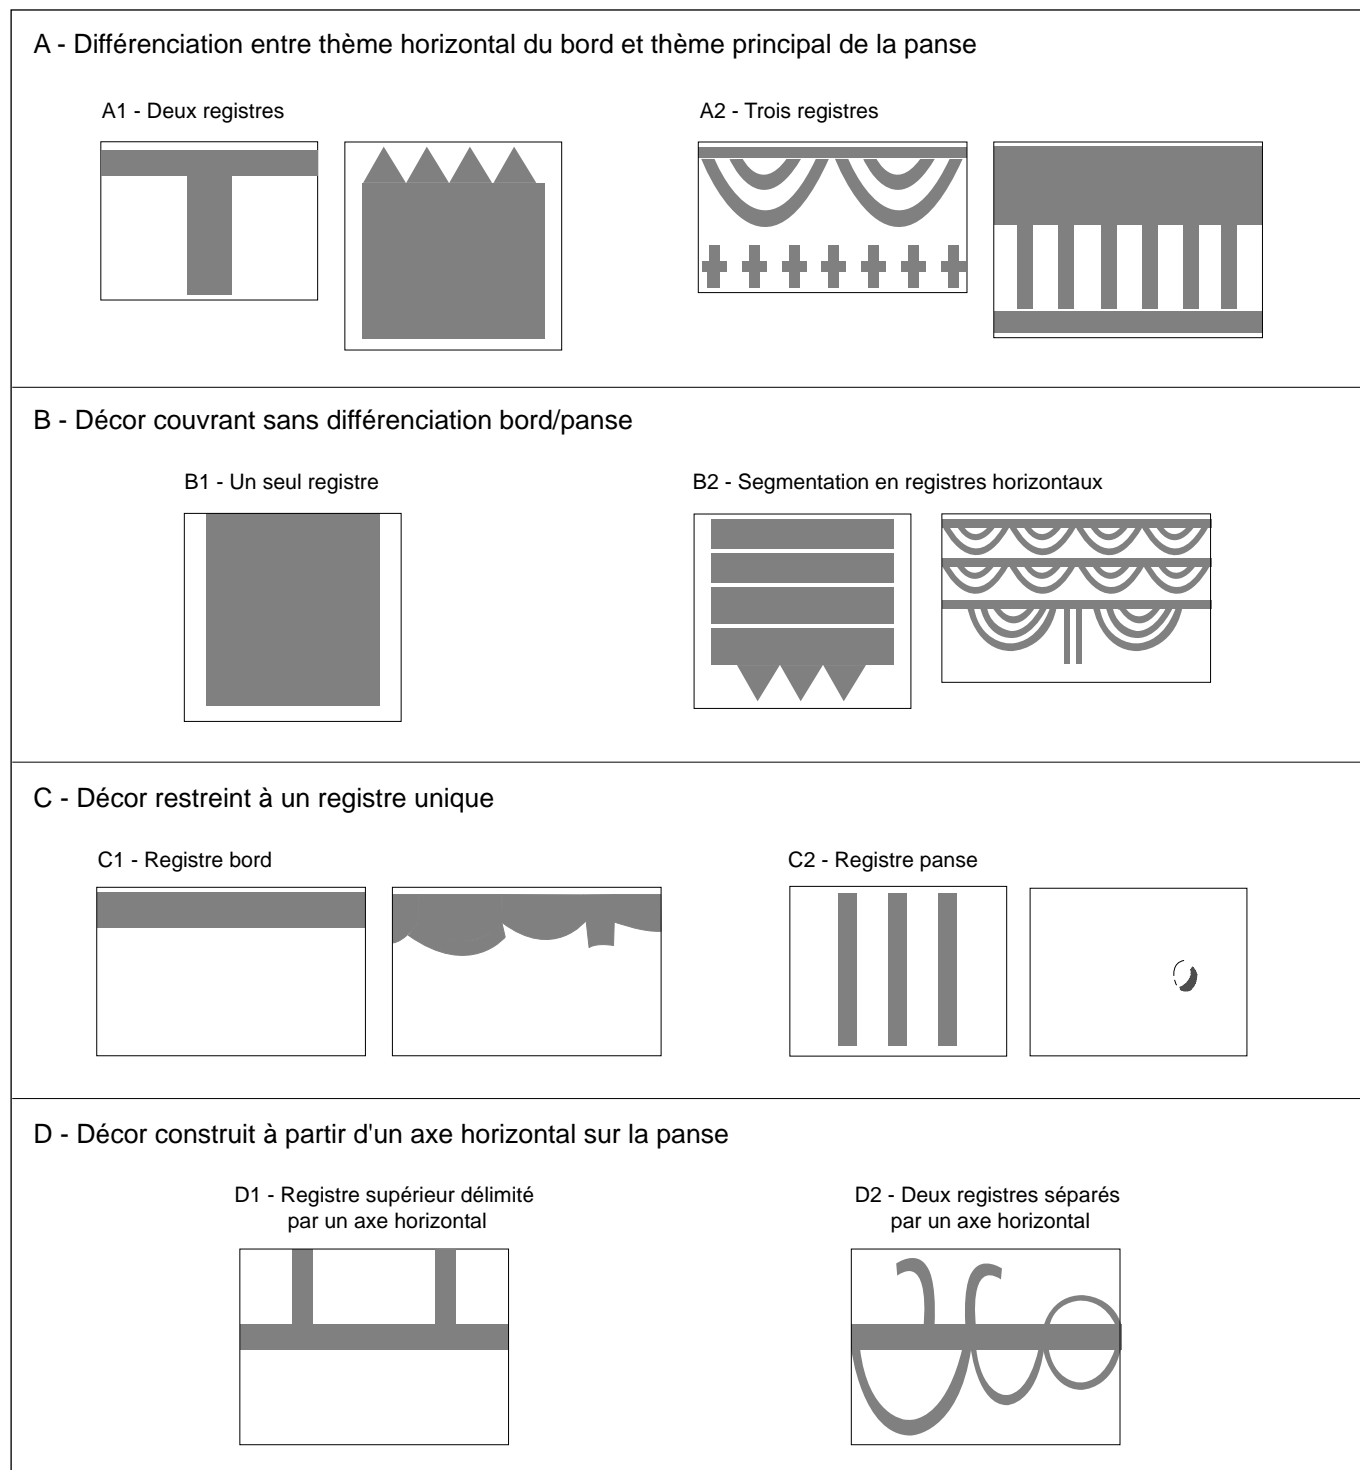 A - Différenciation entre thème horizontal du bord et thème principal de la panse
A1 - Deux registres
A2 - Trois registres
B - Décor couvrant sans différenciation bord/panse
B1 - Un seul registre
B2 - Segmentation en registres horizontaux
C - Décor restreint à un registre unique
C1 - Registre bord
C2 - Registre panse
D - Décor construit à partir d'un axe horizontal sur la panse
D1 - Registre supérieur délimité
par un axe horizontal
D2 - Deux registres séparés
par un axe horizontal